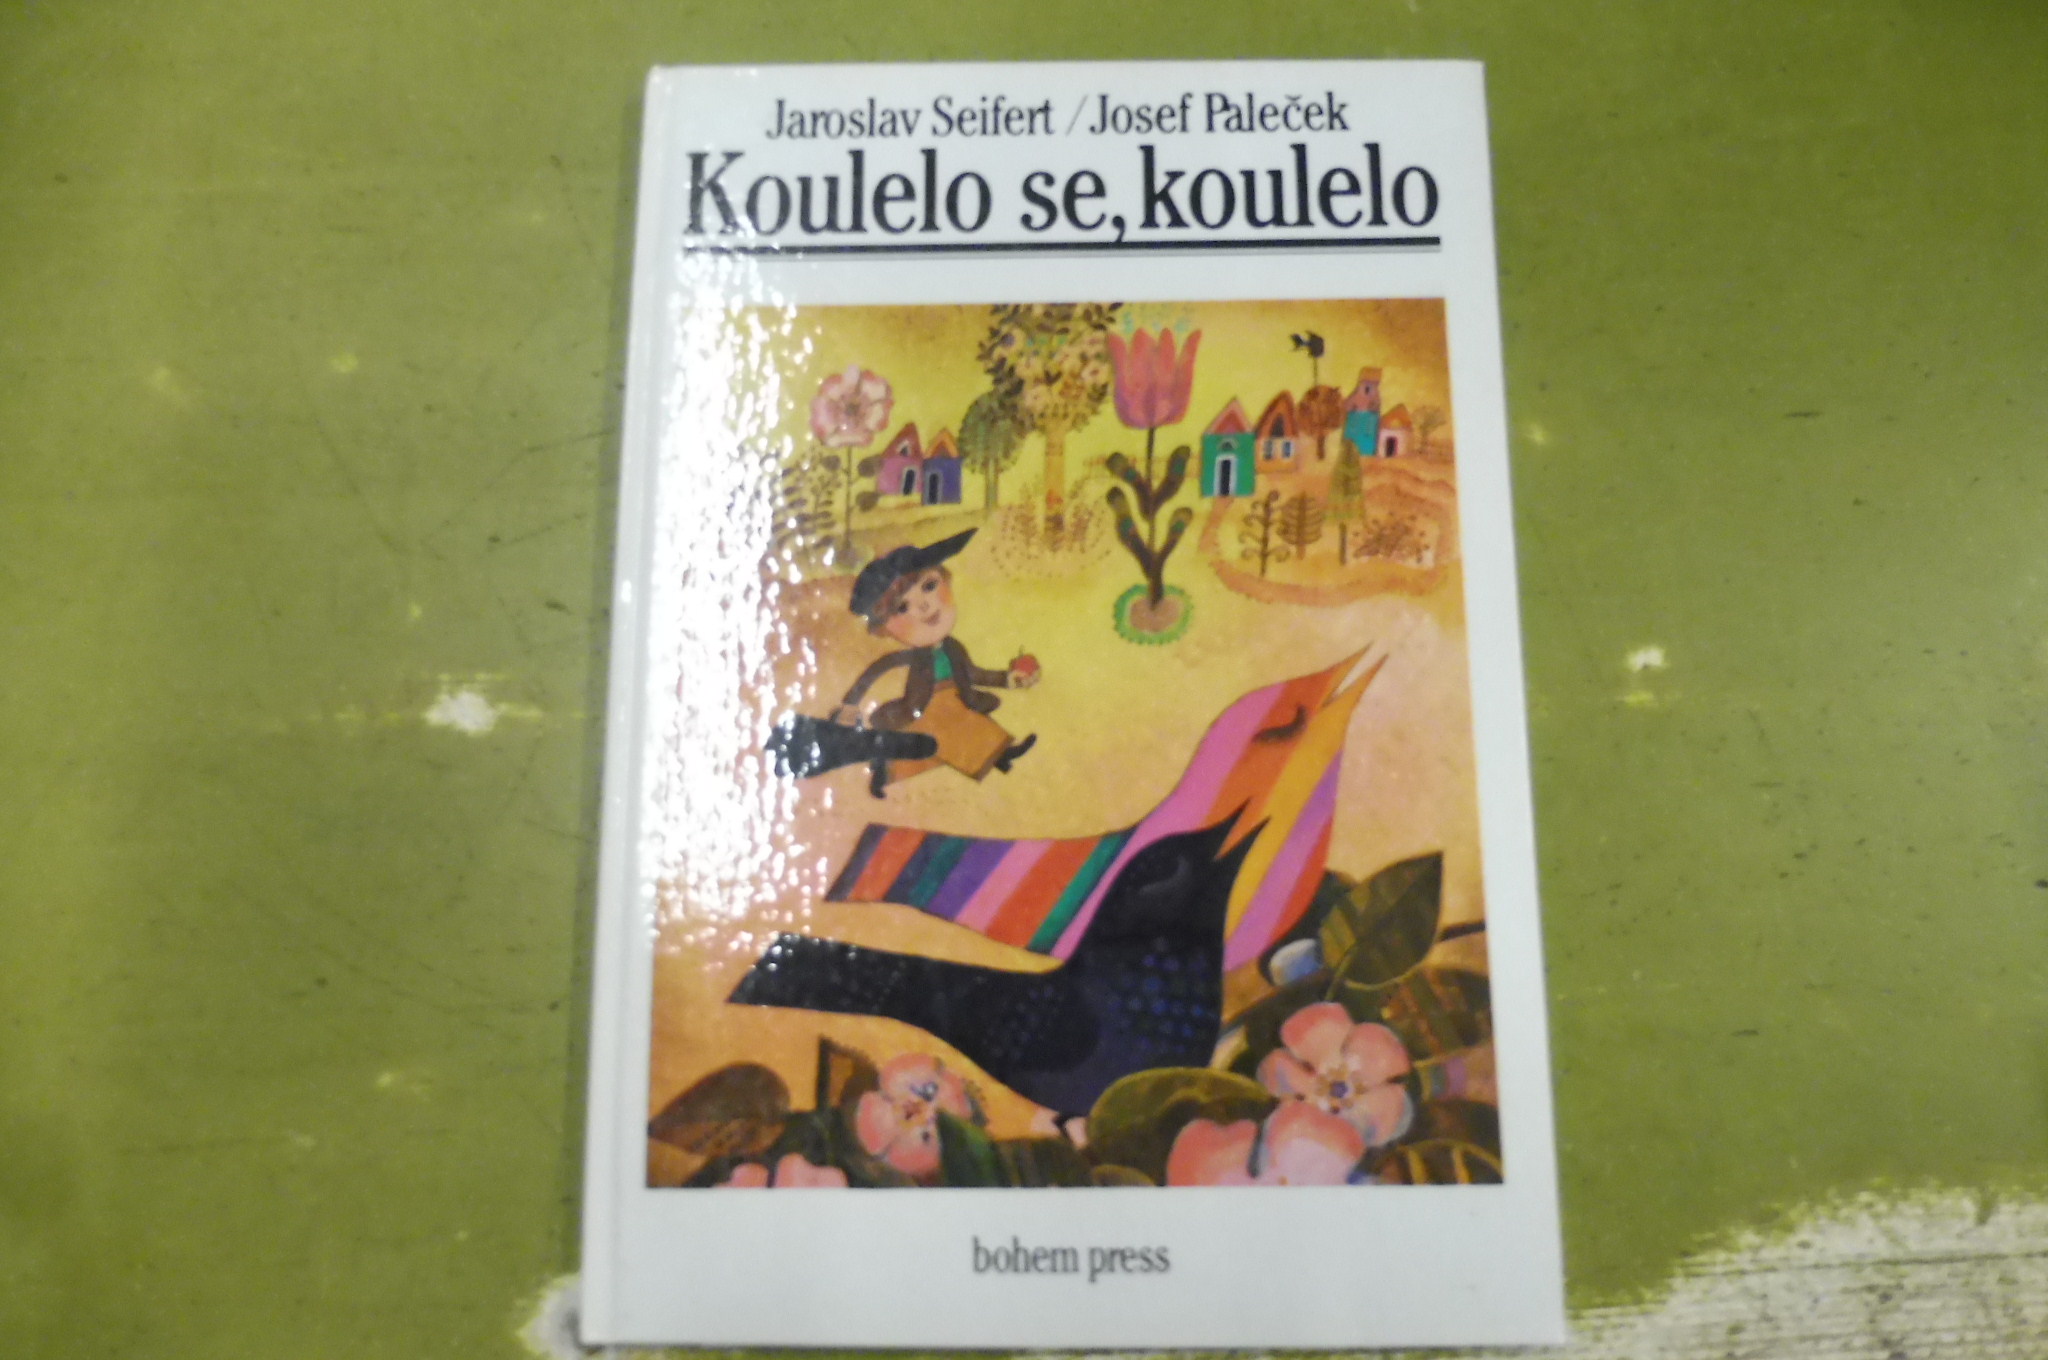 Jaroslav Seifert / Josef Paleček
Koulelo se, koulelo
bohem press